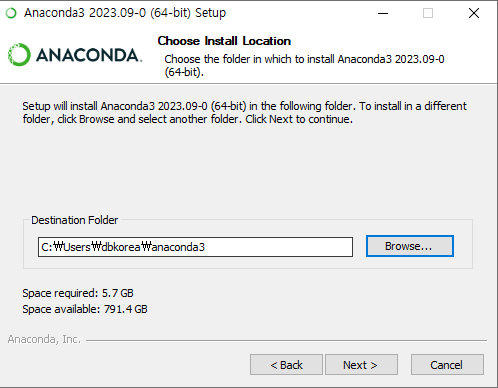 Anaconda3 2023.09-0 (64-bit) Setup
ANACONDA.
Choose Install Location
Choose the folder in which to install Anaconda3 2023.09-0
(64-bit).
Setup will install Anaconda3 2023.09-0 (64-bit) in the following folder. To install in a different
folder, click Browse and select another folder. Click Next to continue.
Destination Folder
C:₩Users₩dbkorea₩anaconda3
Browse...
Space required: 5.7 GB
Space available: 791.4 GB
Anaconda, Inc.
< Back
Next >
Cancel